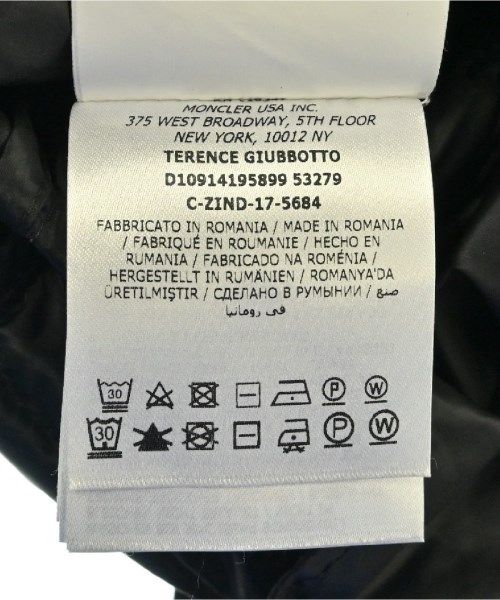 MONCLER USA INC.
375 WEST BROADWAY, 5TH FLOOR
NEW YORK, 10012 NY
TERENCE GIUBBOTTO
D10914195899 53279
C-ZIND-17-5684
FABBRICATO IN ROMANIA / MADE IN ROMANIA
/ FABRIQUÉ EN ROUMANIE / HECHO EN
RUMANIA / FABRICADO NA ROMÉNIA /
HERGESTELLT IN RUMÄNIEN / ROMANYA'DA
ÜRETILMIŞTIR / СДЕЛАНО В РУМЫНИИ / صنع
في رومانيا
30 P W
30 P W